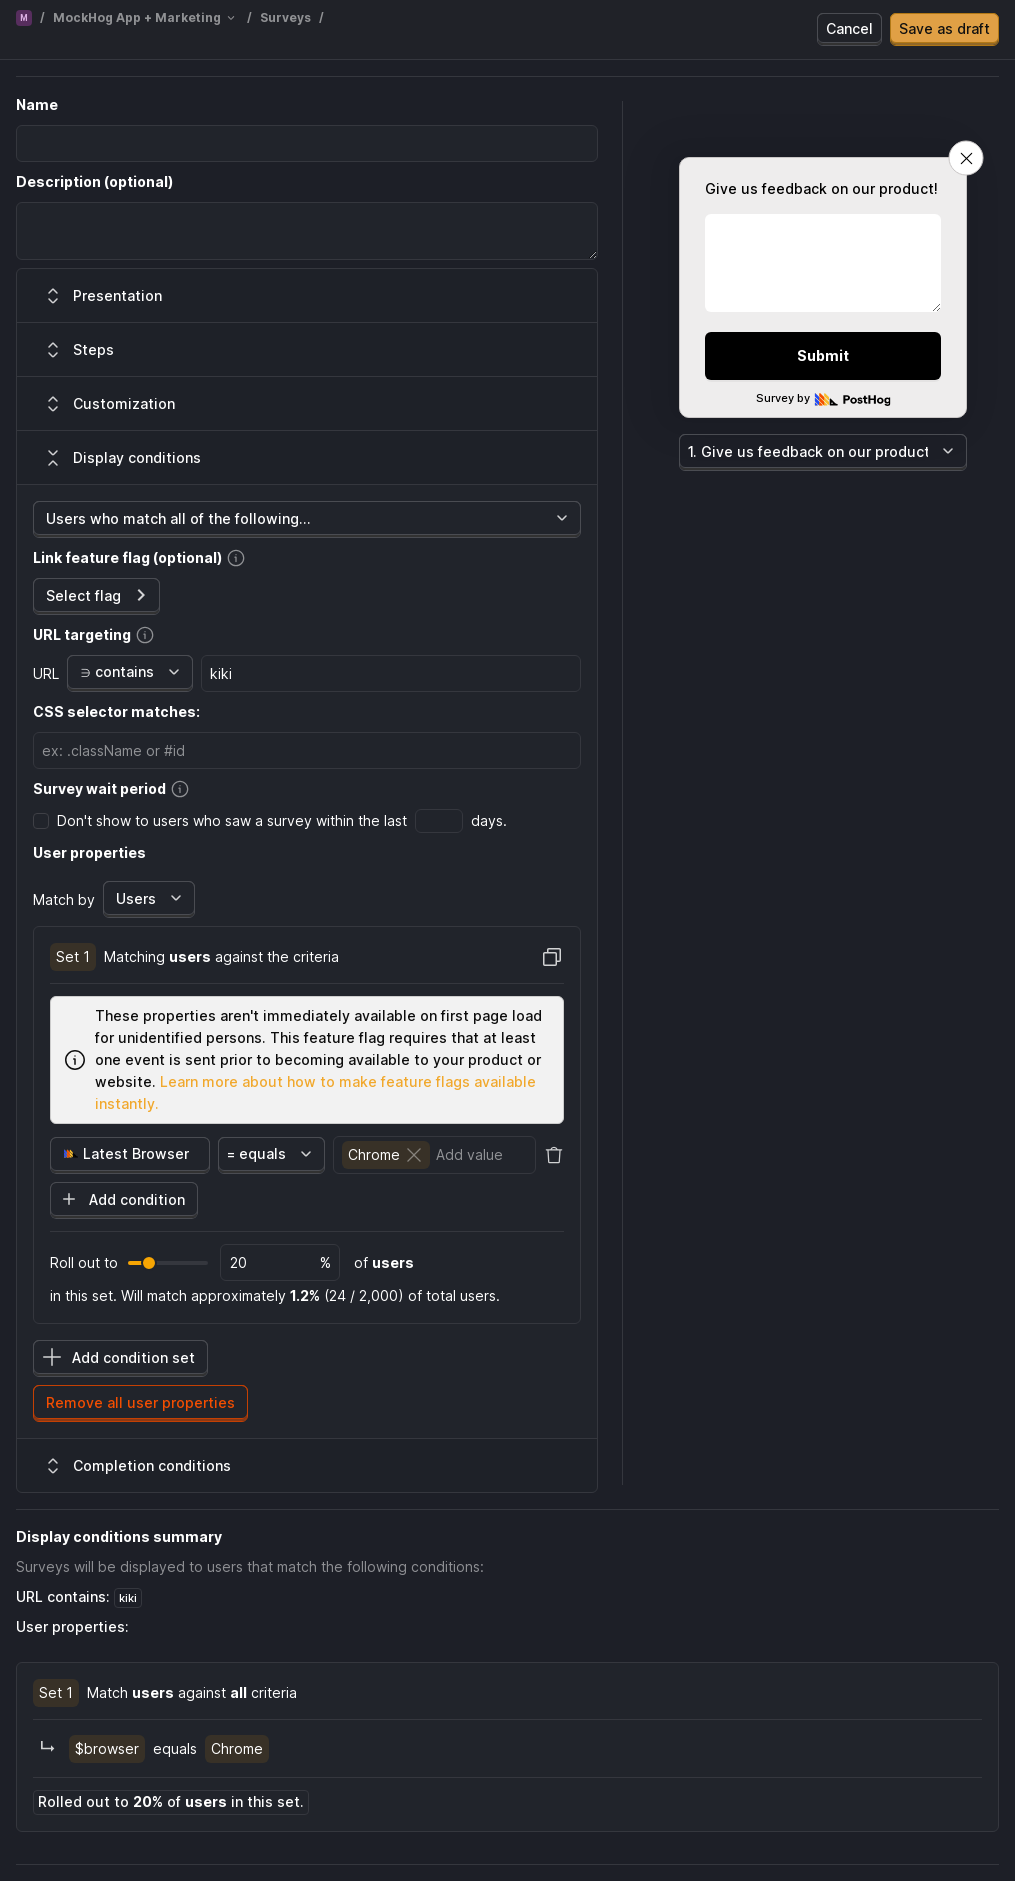 M / MockHog App + Marketing / Surveys /
Cancel
Save as draft
Name
Description (optional)
Presentation
Steps
Customization
Display conditions
Users who match all of the following...
Link feature flag (optional)
Select flag
URL targeting
URL ∋ contains kiki
CSS selector matches:
ex: .className or #id
Survey wait period
Don't show to users who saw a survey within the last days.
User properties
Match by Users
Set 1 Matching users against the criteria
These properties aren't immediately available on first page load
for unidentified persons. This feature flag requires that at least
one event is sent prior to becoming available to your product or
website. Learn more about how to make feature flags available
instantly.
Latest Browser = equals Chrome Add value
Add condition
Roll out to 20 % of users
in this set. Will match approximately 1.2% (24 / 2,000) of total users.
Add condition set
Remove all user properties
Completion conditions
Give us feedback on our product!
Submit
Survey by PostHog
1. Give us feedback on our product
Display conditions summary
Surveys will be displayed to users that match the following conditions:
URL contains: kiki
User properties:
Set 1 Match users against all criteria
$browser equals Chrome
Rolled out to 20% of users in this set.